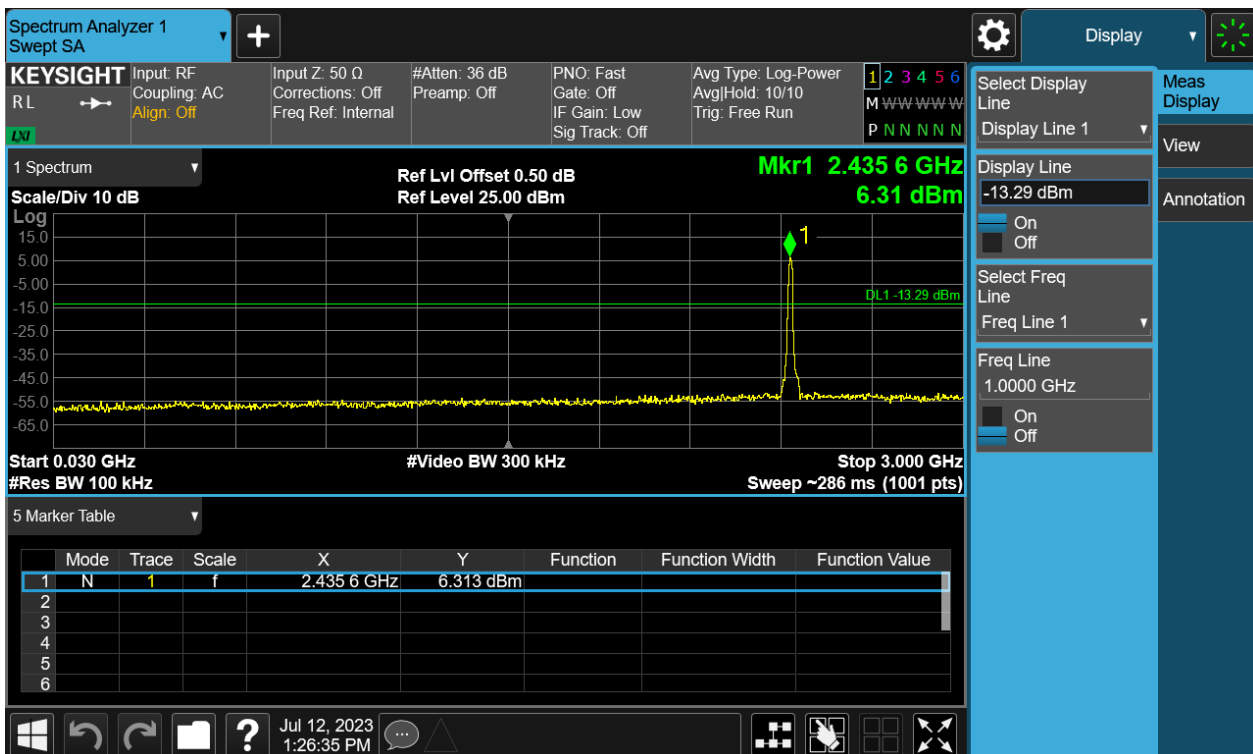 Spectrum Analyzer 1
Swept SA
Display
KEYSIGHT
R L
LXI
Input: RF
Coupling: AC
Align: Off
Input Z: 50 Ω
Corrections: Off
Freq Ref: Internal
#Atten: 36 dB
Preamp: Off
PNO: Fast
Gate: Off
IF Gain: Low
Sig Track: Off
Avg Type: Log-Power
Avg|Hold: 10/10
Trig: Free Run
1 2 3 4 5 6
M W W W W W
P N N N N N
1 Spectrum
Scale/Div 10 dB
Ref Lvl Offset 0.50 dB
Ref Level 25.00 dBm
Mkr1 2.435 6 GHz
6.31 dBm
Log
15.0
5.00
-5.00
-15.0
-25.0
-35.0
-45.0
-55.0
-65.0
1
DL1 -13.29 dBm
Start 0.030 GHz
#Video BW 300 kHz
Stop 3.000 GHz
#Res BW 100 kHz
Sweep ~286 ms (1001 pts)
5 Marker Table
Mode Trace Scale X Y Function Function Width Function Value
1 N 1 f 2.435 6 GHz 6.313 dBm
2
3
4
5
6
Jul 12, 2023
1:26:35 PM
Select Display
Line
Display Line 1
Display Line
-13.29 dBm
On
Off
Select Freq
Line
Freq Line 1
Freq Line
1.0000 GHz
On
Off
Meas
Display
View
Annotation